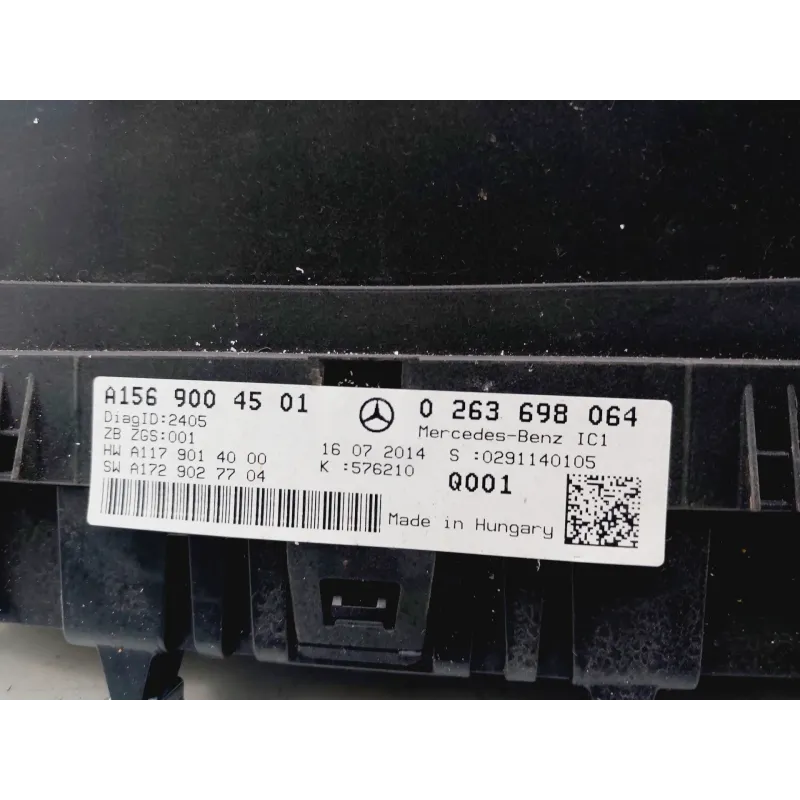 A156 900 45 01 0 263 698 064
DiagID:2405 Mercedes-Benz IC1
ZB ZGS:001 16 07 2014 S :0291140105
HW A117 901 40 00 K :576210 Q001
SW A172 902 77 04
Made in Hungary